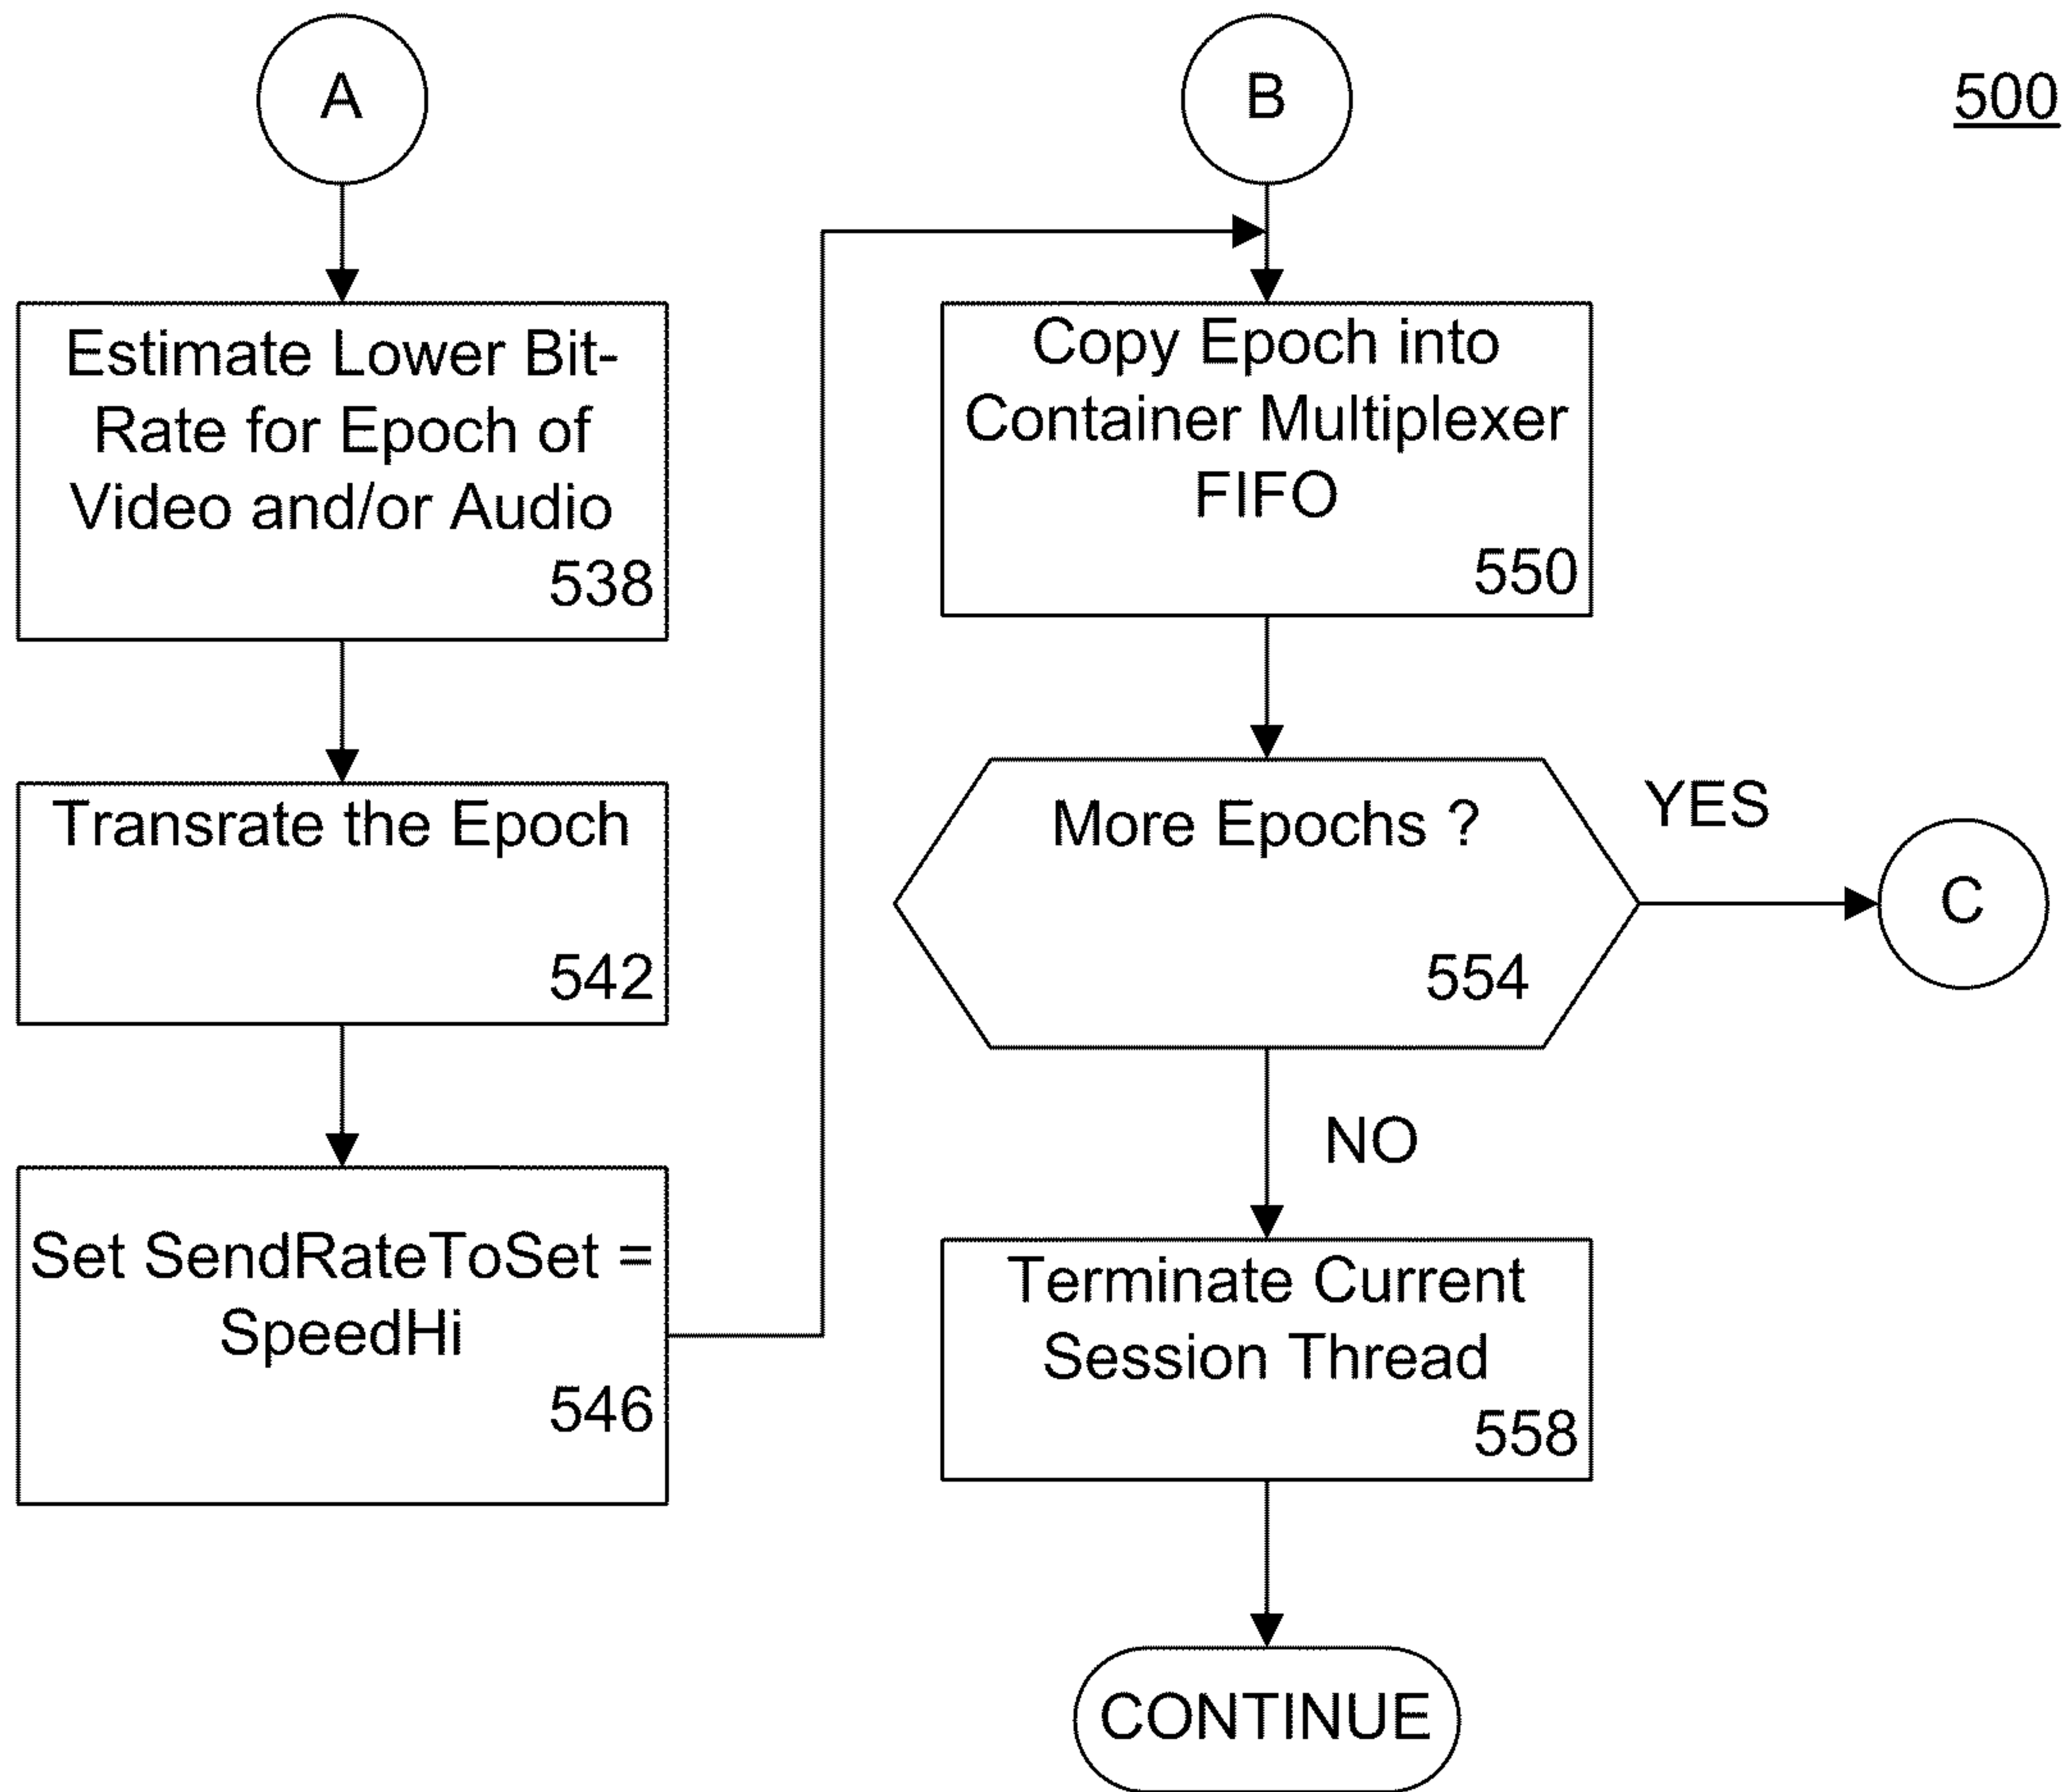 A
Estimate Lower Bit-
Rate for Epoch of
Video and/or Audio
538
Transrate the Epoch
542
Set SendRateToSet =
SpeedHi
546
B
500
Copy Epoch into
Container Multiplexer
FIFO
550
More Epochs ?
554
YES
C
NO
Terminate Current
Session Thread
558
CONTINUE